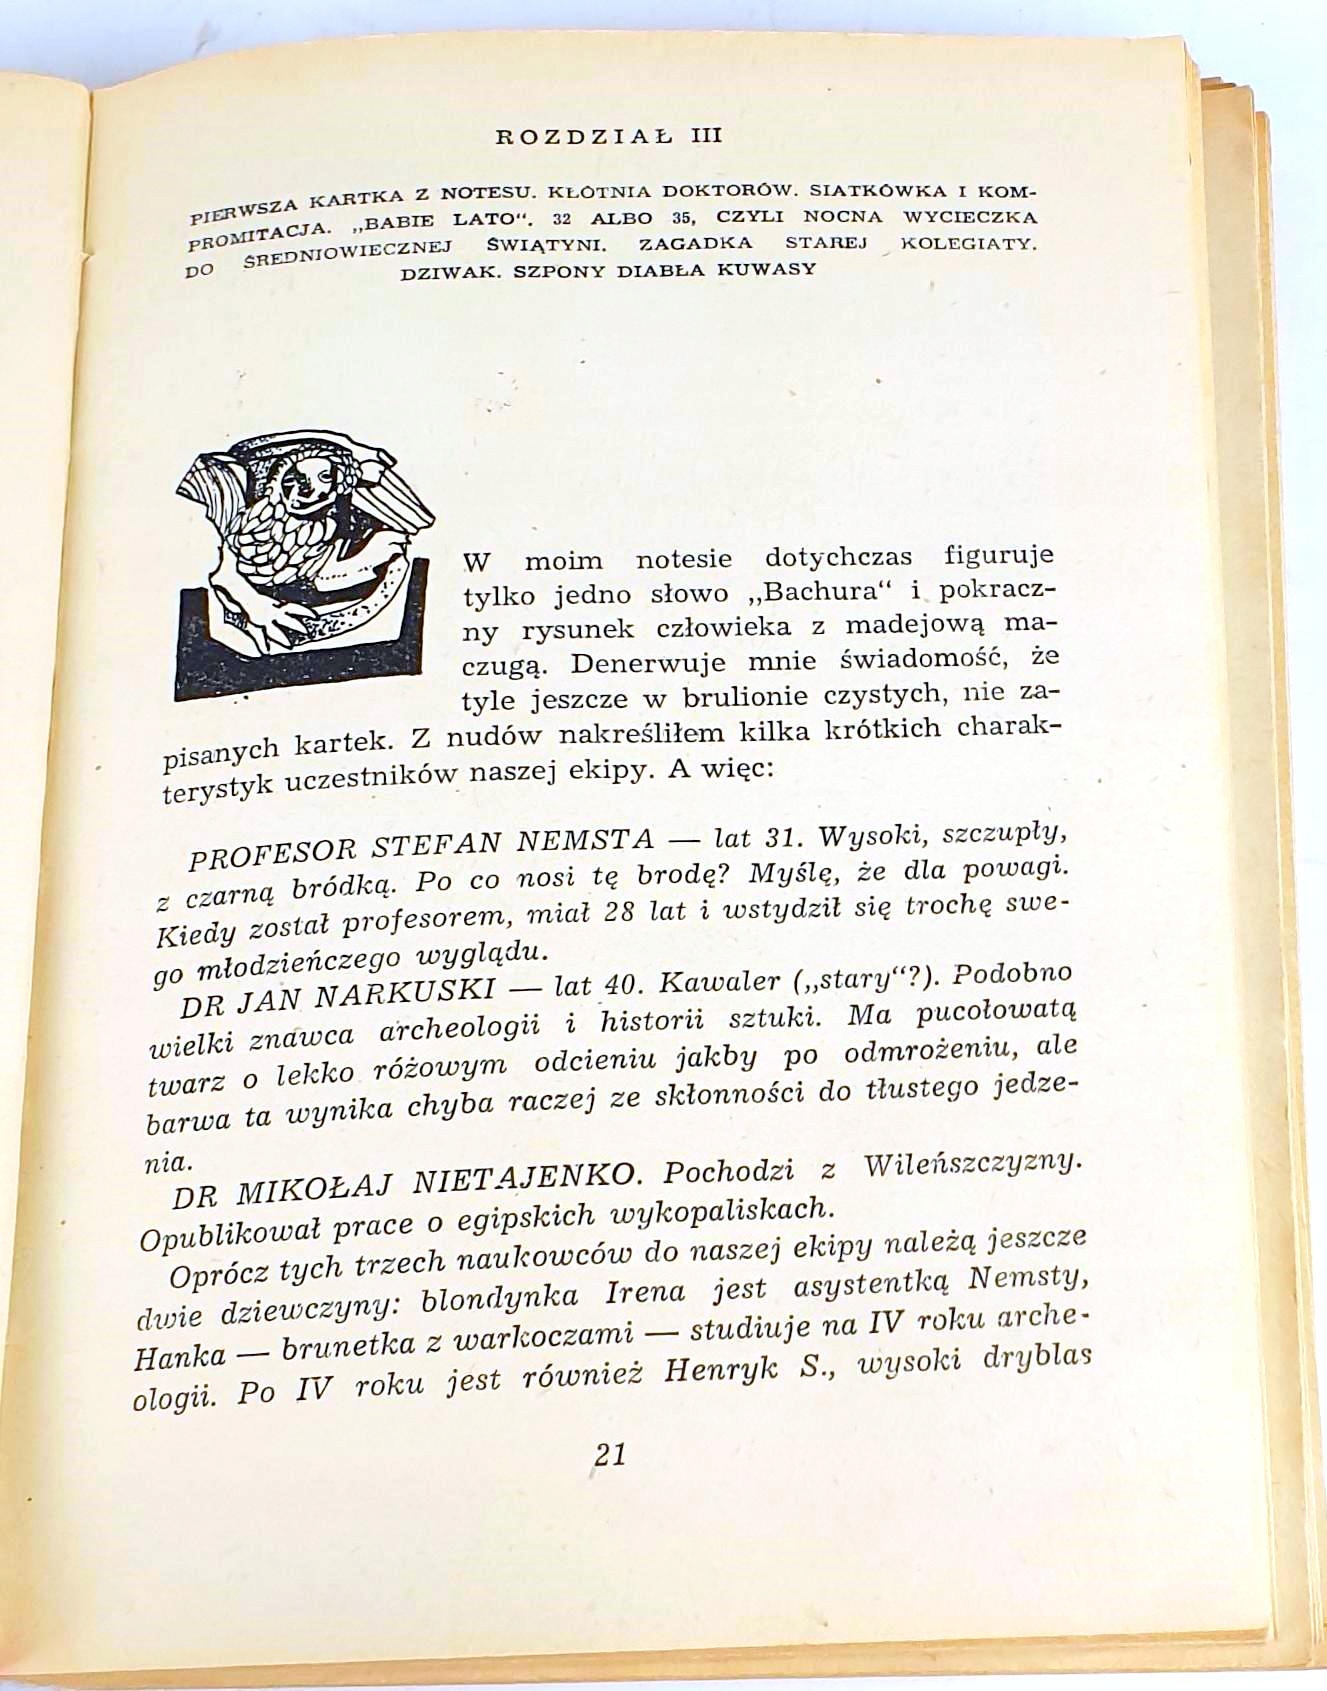 ROZDZIAŁ III
PIERWSZA KARTKA Z NOTESU. KŁÓTNIA DOKTORÓW. SIATKÓWKA I KOM-
PROMITACJA. „BABIE LATO“. 32 ALBO 35, CZYLI NOCNA WYCIECZKA
DO ŚREDNIOWIECZNEJ ŚWIĄTYNI. ZAGADKA STAREJ KOLEGIATY.
DZIWAK. SZPONY DIABŁA KUWASY
W moim notesie dotychczas figuruje
tylko jedno słowo „Bachura“ i pokracz-
ny rysunek człowieka z madejową ma-
czugą. Denerwuje mnie świadomość, że
tyle jeszcze w brulionie czystych, nie za-
pisanych kartek. Z nudów nakreśliłem kilka krótkich charak-
terystyk uczestników naszej ekipy. A więc:
PROFESOR STEFAN NEMSTA — lat 31. Wysoki, szczupły,
z czarną bródką. Po co nosi tę brodę? Myślę, że dla powagi.
Kiedy został profesorem, miał 28 lat i wstydził się trochę swe-
go młodzieńczego wyglądu.
DR JAN NARKUSKI — lat 40. Kawaler („stary“?). Podobno
wielki znawca archeologii i historii sztuki. Ma pucołowatą
twarz o lekko różowym odcieniu jakby po odmrożeniu, ale
barwa ta wynika chyba raczej ze skłonności do tłustego jedze-
nia.
DR MIKOŁAJ NIETAJENKO. Pochodzi z Wileńszczyzny.
Opublikował prace o egipskich wykopaliskach.
Oprócz tych trzech naukowców do naszej ekipy należą jeszcze
dwie dziewczyny: blondynka Irena jest asystentką Nemsty,
Hanka — brunetka z warkoczami — studiuje na IV roku arche-
ologii. Po IV roku jest również Henryk S., wysoki dryblas
21